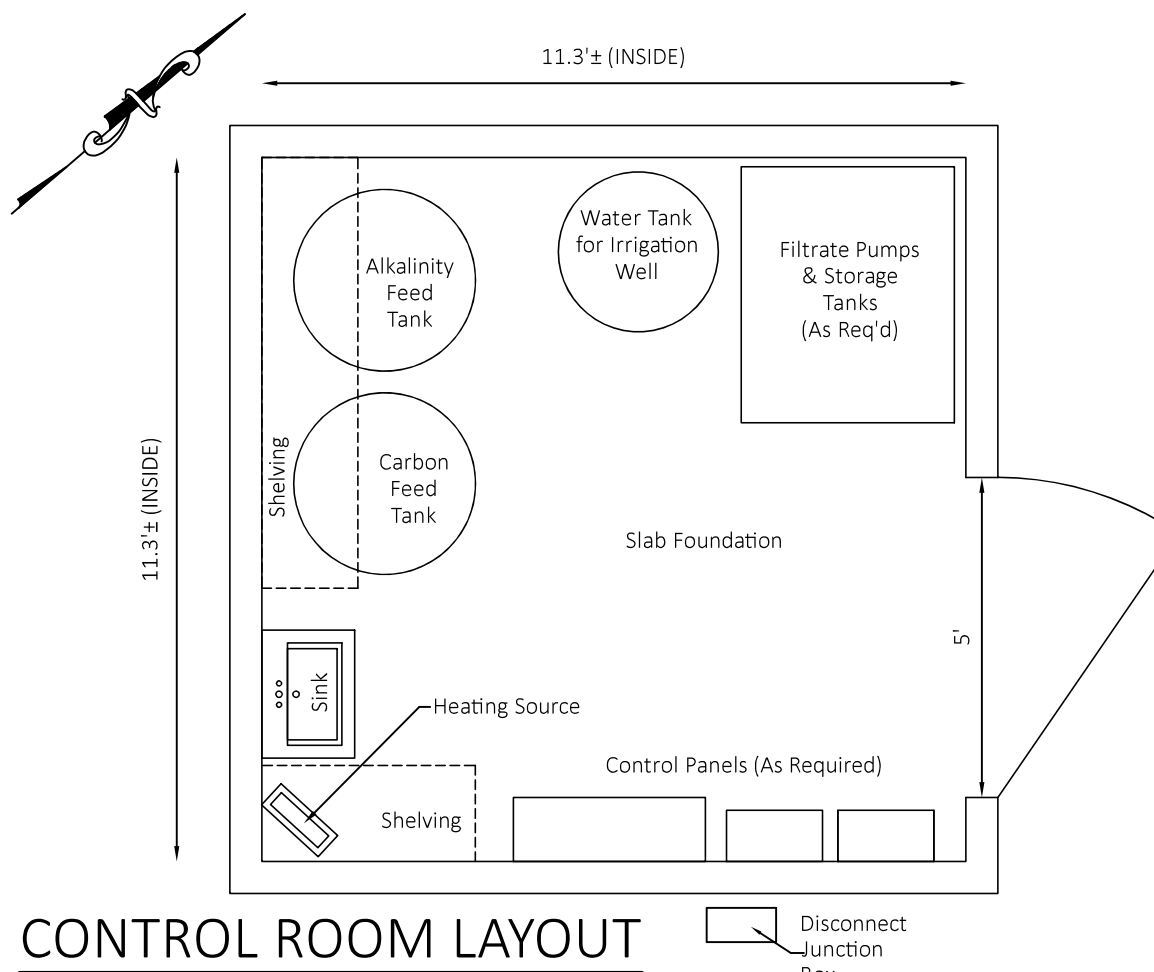 11.3'± (INSIDE)
Water Tank
for Irrigation
Well
Filtrate Pumps
& Storage
Tanks
(As Req'd)
Alkalinity
Feed
Tank
11.3'± (INSIDE)
Shelving
Carbon
Feed
Tank
Slab Foundation
5'
Sink
Heating Source
Control Panels (As Required)
Shelving
CONTROL ROOM LAYOUT
Disconnect
Junction
Box